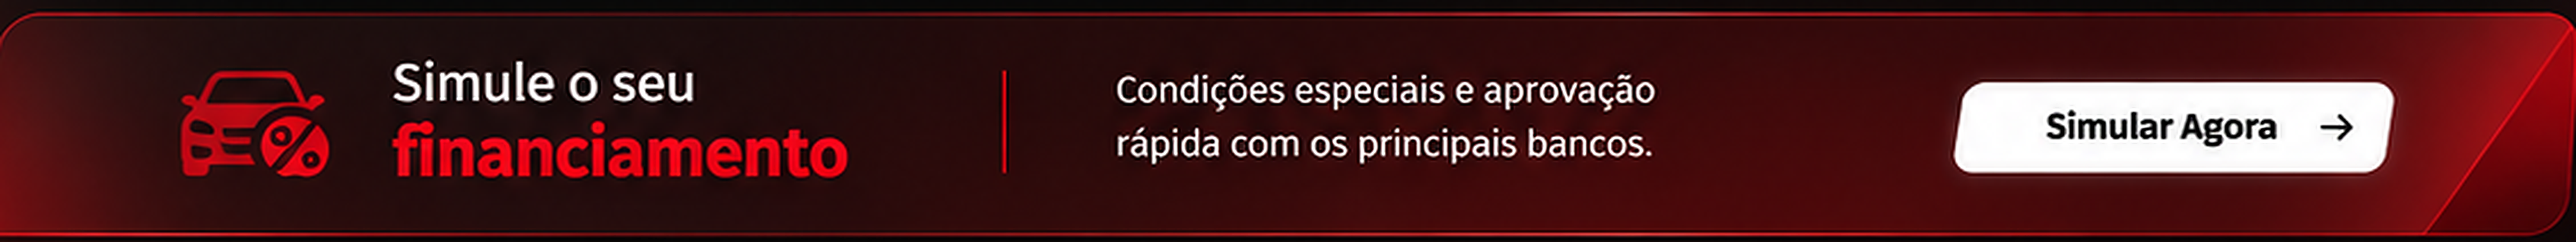 Simule o seu
financiamento
Condições especiais e aprovação
rápida com os principais bancos.
Simular Agora →